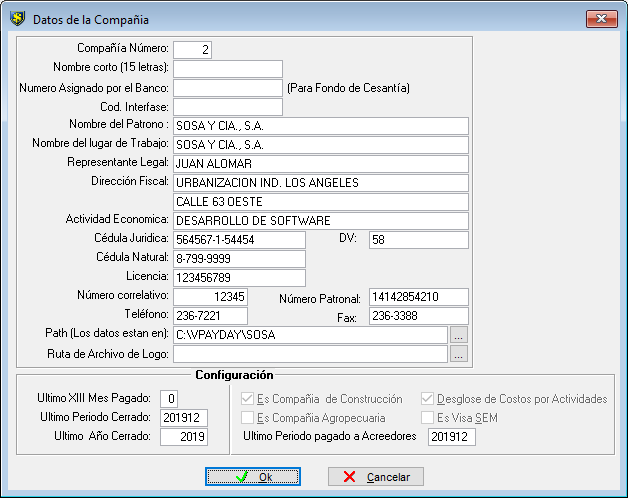 Datos de la Compañia
Compañía Número: 2
Nombre corto (15 letras):
Numero Asignado por el Banco: (Para Fondo de Cesantía)
Cod. Interfase:
Nombre del Patrono : SOSA Y CIA., S.A.
Nombre del lugar de Trabajo: SOSA Y CIA., S.A.
Representante Legal: JUAN ALOMAR
Dirección Fiscal: URBANIZACION IND. LOS ANGELES
CALLE 63 OESTE
Actividad Economica: DESARROLLO DE SOFTWARE
Cédula Juridica: 564567-1-54454 DV: 58
Cédula Natural: 8-799-9999
Licencia: 123456789
Número correlativo: 12345 Número Patronal: 14142854210
Teléfono: 236-7221 Fax: 236-3388
Path (Los datos estan en): C:\VPAYDAY\SOSA ...
Ruta de Archivo de Logo: ...
Configuración
Ultimo XIII Mes Pagado: 0 Es Compañía de Construcción Desglose de Costos por Actividades
Ultimo Periodo Cerrado: 201912 Es Compañia Agropecuaria Es Visa SEM
Ultimo Año Cerrado: 2019 Ultimo Periodo pagado a Acreedores 201912
Ok Cancelar